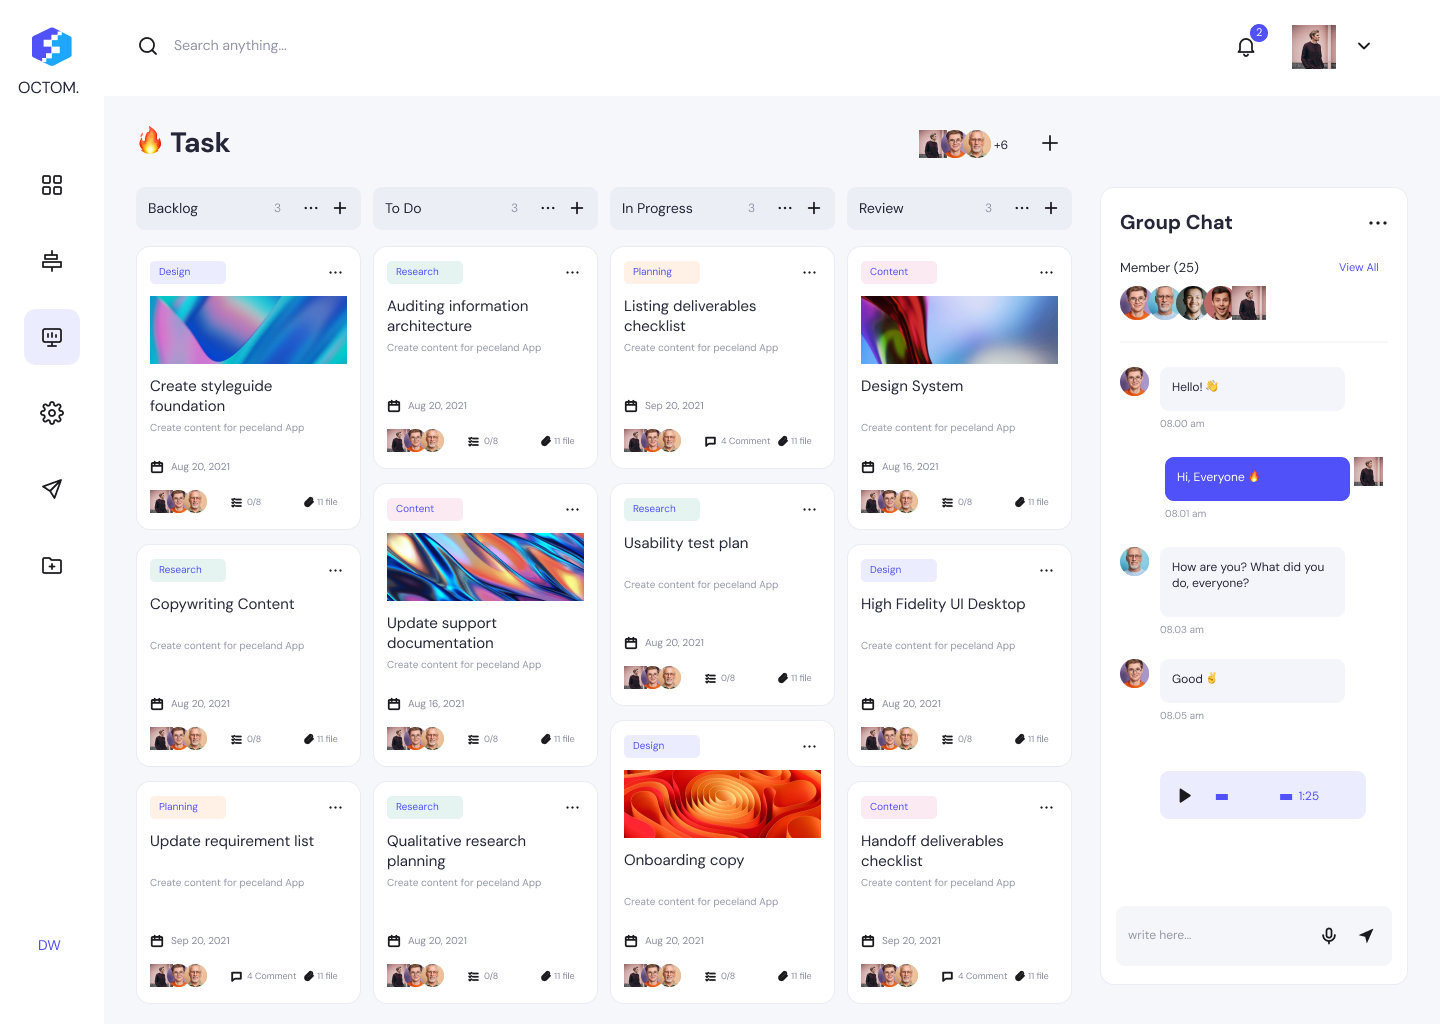 OCTOM.
Search anything...
2
🔥 Task
+6
Backlog 3
To Do 3
In Progress 3
Review 3
Design
Create styleguide
foundation
Create content for peceland App
Aug 20, 2021
0/8
11 file
Research
Copywriting Content
Create content for peceland App
Aug 20, 2021
0/8
11 file
Planning
Update requirement list
Create content for peceland App
Sep 20, 2021
4 Comment
11 file
Research
Auditing information
architecture
Create content for peceland App
Aug 20, 2021
0/8
11 file
Content
Update support
documentation
Create content for peceland App
Aug 16, 2021
0/8
11 file
Research
Qualitative research
planning
Create content for peceland App
Aug 20, 2021
0/8
11 file
Planning
Listing deliverables
checklist
Create content for peceland App
Sep 20, 2021
4 Comment
11 file
Research
Usability test plan
Create content for peceland App
Aug 20, 2021
0/8
11 file
Design
Onboarding copy
Create content for peceland App
Aug 20, 2021
0/8
11 file
Content
Design System
Create content for peceland App
Aug 16, 2021
0/8
11 file
Design
High Fidelity UI Desktop
Create content for peceland App
Aug 20, 2021
0/8
11 file
Content
Handoff deliverables
checklist
Create content for peceland App
Sep 20, 2021
4 Comment
11 file
Group Chat
Member (25)
View All
Hello! 👋
08.00 am
Hi, Everyone 🔥
08.01 am
How are you? What did you
do, everyone?
08.03 am
Good ✌️
08.05 am
1:25
write here...
DW